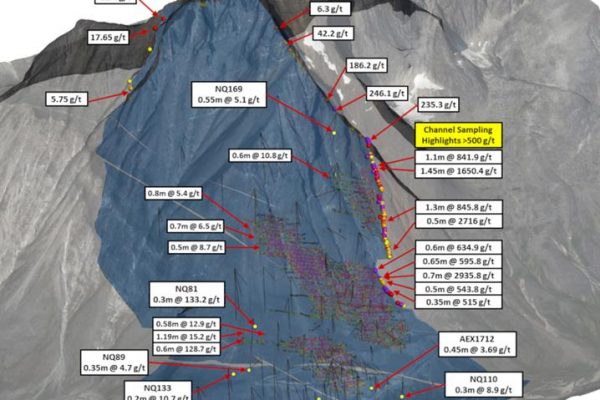 17.65 g/t
5.75 g/t
6.3 g/t
42.2 g/t
186.2 g/t
246.1 g/t
235.3 g/t
NQ169
0.55m @ 5.1 g/t
Channel Sampling
Highlights >500 g/t
1.1m @ 841.9 g/t
1.45m @ 1650.4 g/t
0.6m @ 10.8 g/t
0.8m @ 5.4 g/t
0.7m @ 6.5 g/t
0.5m @ 8.7 g/t
1.3m @ 845.8 g/t
0.5m @ 2716 g/t
0.6m @ 634.9 g/t
0.65m @ 595.8 g/t
0.7m @ 2935.8 g/t
0.5m @ 543.8 g/t
0.35m @ 515 g/t
NQ81
0.3m @ 133.2 g/t
0.58m @ 12.9 g/t
1.19m @ 15.2 g/t
0.6m @ 128.7 g/t
NQ89
0.35m @ 4.7 g/t
NQ133
0.2m @ 10.7 g/t
AEX1712
0.45m @ 3.69 g/t
NQ110
0.3m @ 8.9 g/t